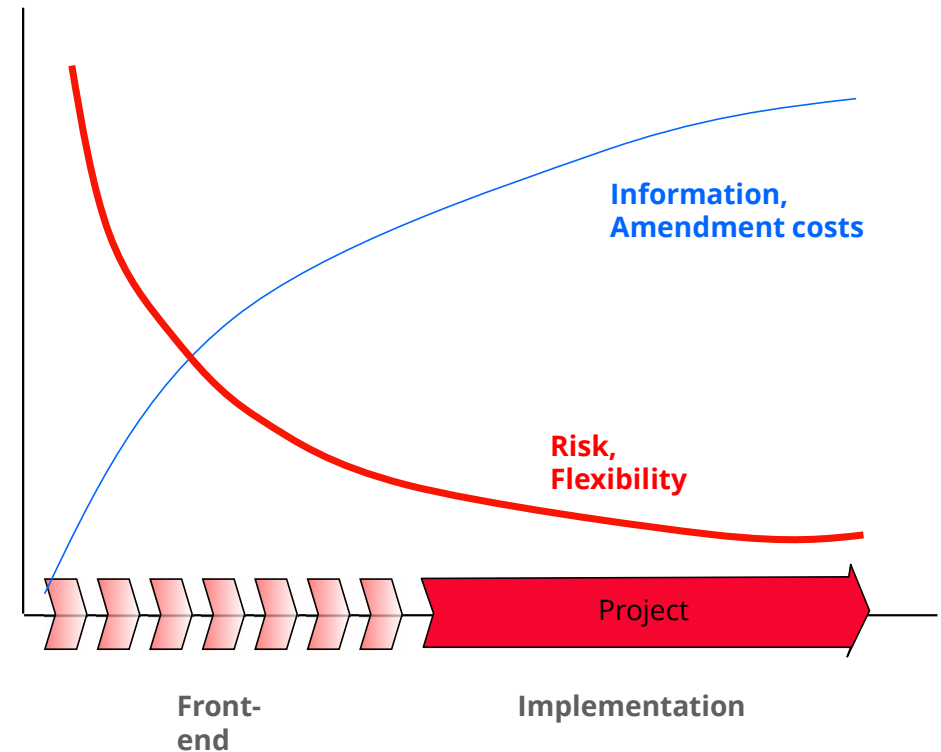 Information,
Amendment costs
Risk,
Flexibility
Project
Front-
end
Implementation